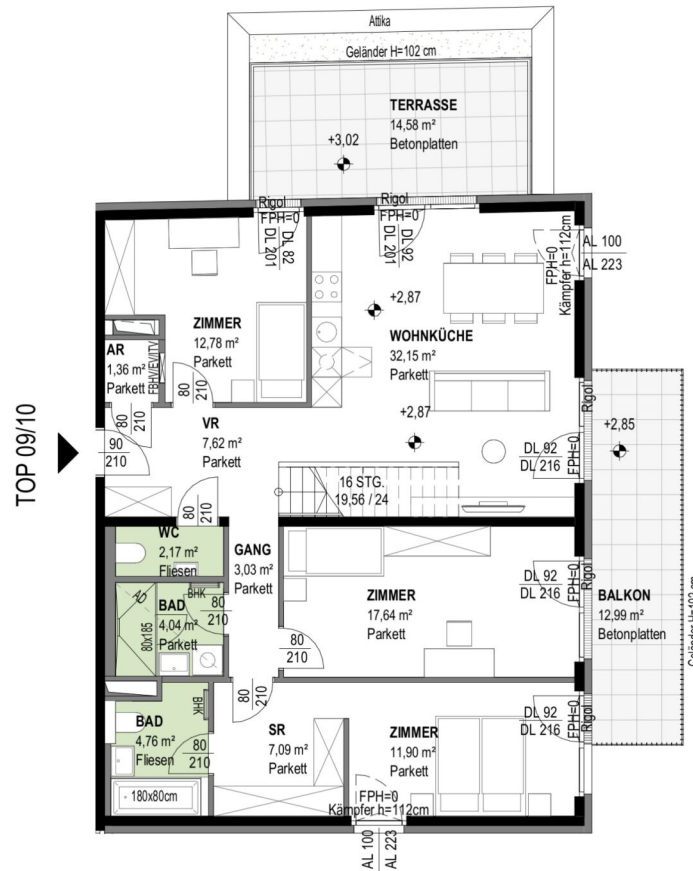 Attika
Geländer H=102 cm
TERRASSE
14,58 m²
Betonplatten
+3,02
Rigol
FPH=0
DL 82
DL 201
Rigol
FPH=0
DL 92
DL 201
FPH=0
Kämpfer h=112cm
AL 100
AL 223
ZIMMER
12,78 m²
Parkett
+2,87
WOHNKÜCHE
32,15 m²
Parkett
AR
1,36 m²
Parkett
FBHV/EV/ITV
80
210
80
210
TOP 09/10
90
210
VR
7,62 m²
Parkett
+2,87
Rigol
+2,85
DL 92
DL 216
FPH=0
16 STG.
19,56 / 24
80
210
WC
2,17 m²
Fliesen
GANG
3,03 m²
Parkett
BHK
AD
80x185
BAD
4,04 m²
Parkett
80
210
ZIMMER
17,64 m²
Parkett
DL 92
DL 216
FPH=0
Rigol
BALKON
12,99 m²
Betonplatten
Geländer H=102 cm
80
210
80
210
BHK
BAD
4,76 m²
Fliesen
80
210
180x80cm
SR
7,09 m²
Parkett
ZIMMER
11,90 m²
Parkett
DL 92
DL 216
FPH=0
Rigol
FPH=0
Kämpfer h=112cm
AL 100
AL 223